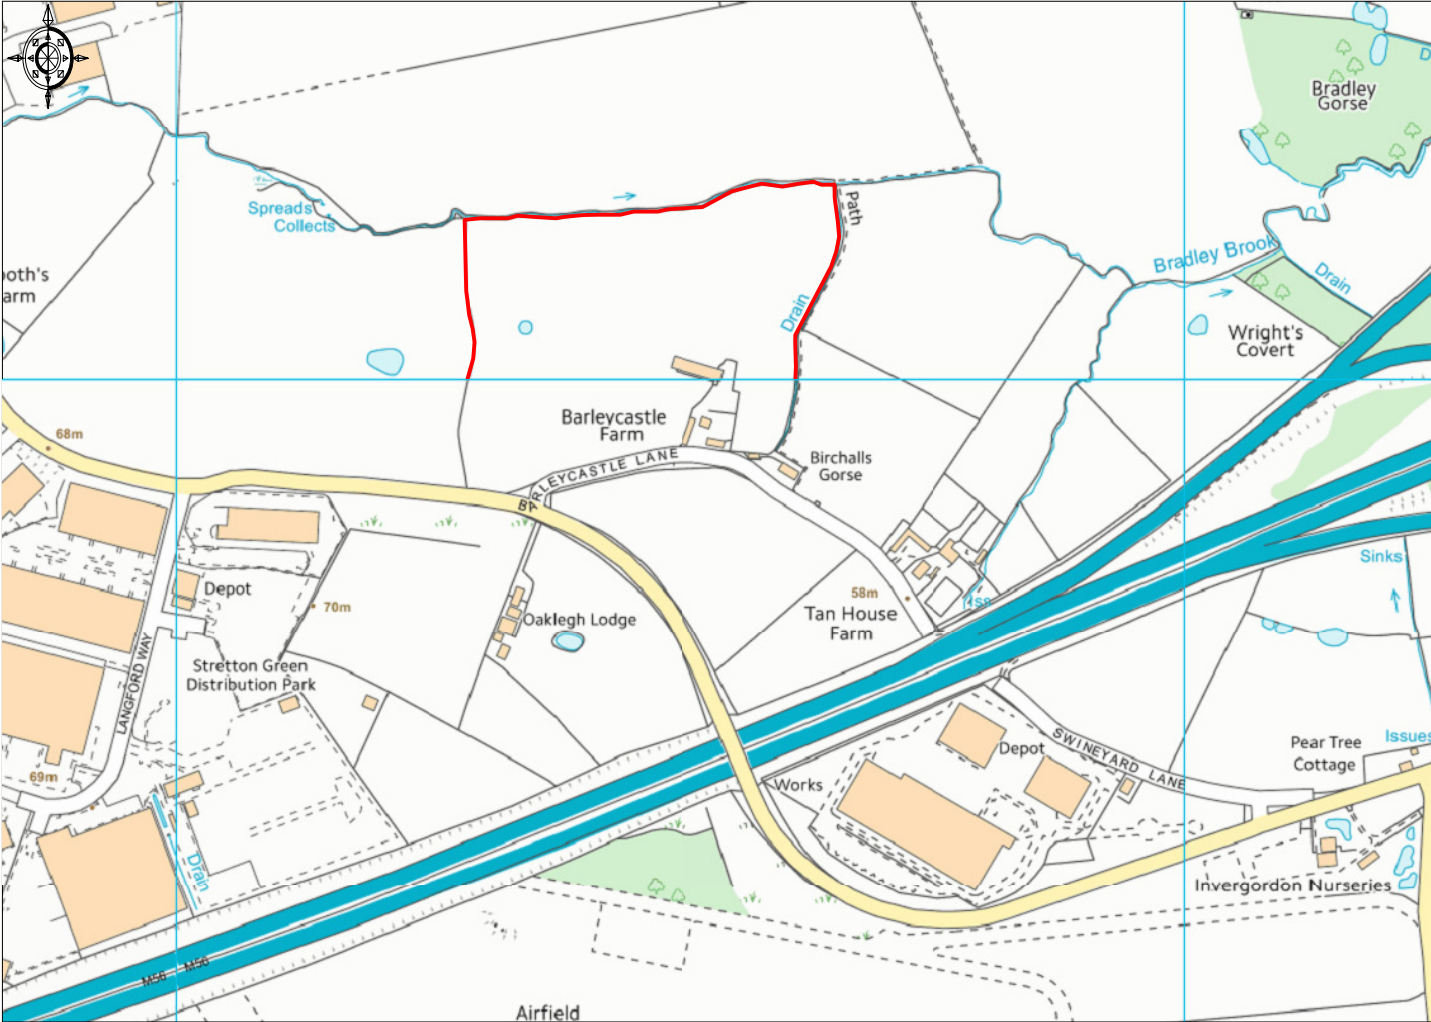 Bradley
Gorse
D
Spreads
Collects
Path
Bradley Brook
Drain
ooth's
arm
Drain
Wright's
Covert
68m
Barleycastle
Farm
BARLEYCASTLE LANE
Birchalls
Gorse
Sinks
Depot
70m
58m
Iss
Oaklegh Lodge
Tan House
Farm
LANGFORD WAY
Stretton Green
Distribution Park
SWINEYARD LANE
Depot
Pear Tree
Cottage
Issues
69m
Works
Drain
Invergordon Nurseries
M56
M56
Airfield